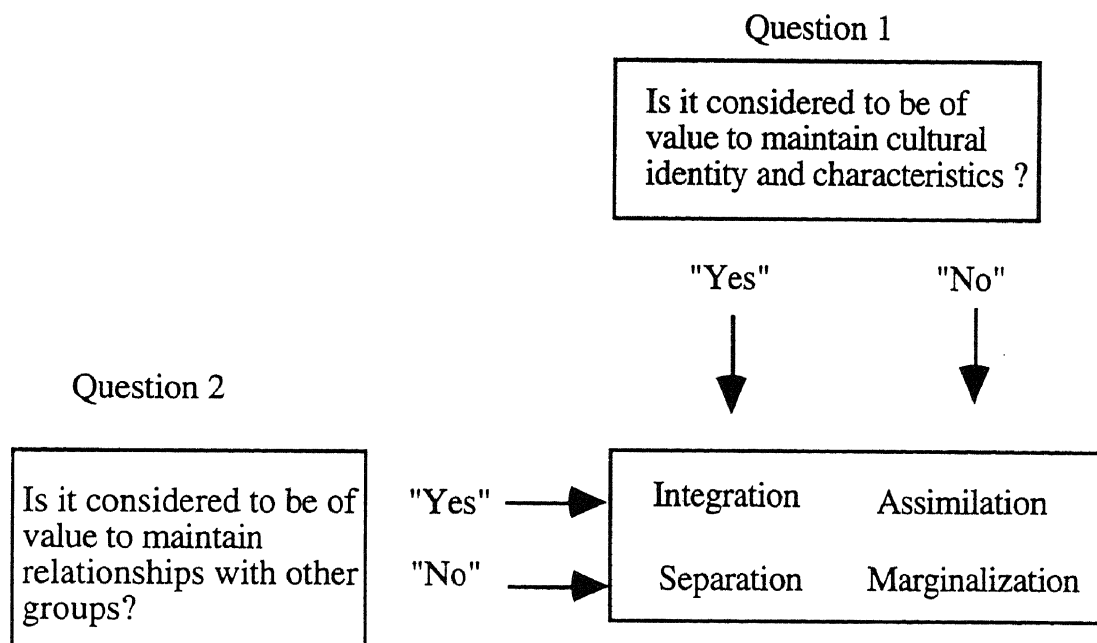 Question 1
Is it considered to be of
value to maintain cultural
identity and characteristics ?
"Yes" "No"
Question 2
Is it considered to be of
value to maintain
relationships with other
groups?
"Yes" Integration Assimilation
"No" Separation Marginalization